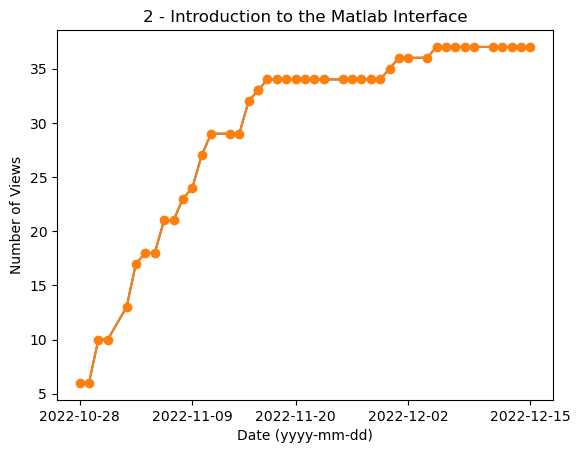 2 - Introduction to the Matlab Interface
Number of Views
35
30
25
20
15
10
5
2022-10-28 2022-11-09 2022-11-20 2022-12-02 2022-12-15
Date (yyyy-mm-dd)